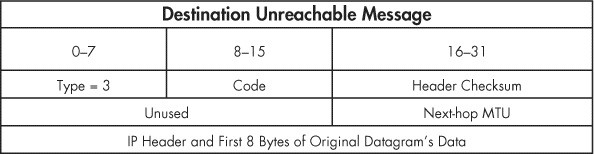 Destination Unreachable Message
0–7 8–15 16–31
Type = 3 Code Header Checksum
Unused Next-hop MTU
IP Header and First 8 Bytes of Original Datagram's Data